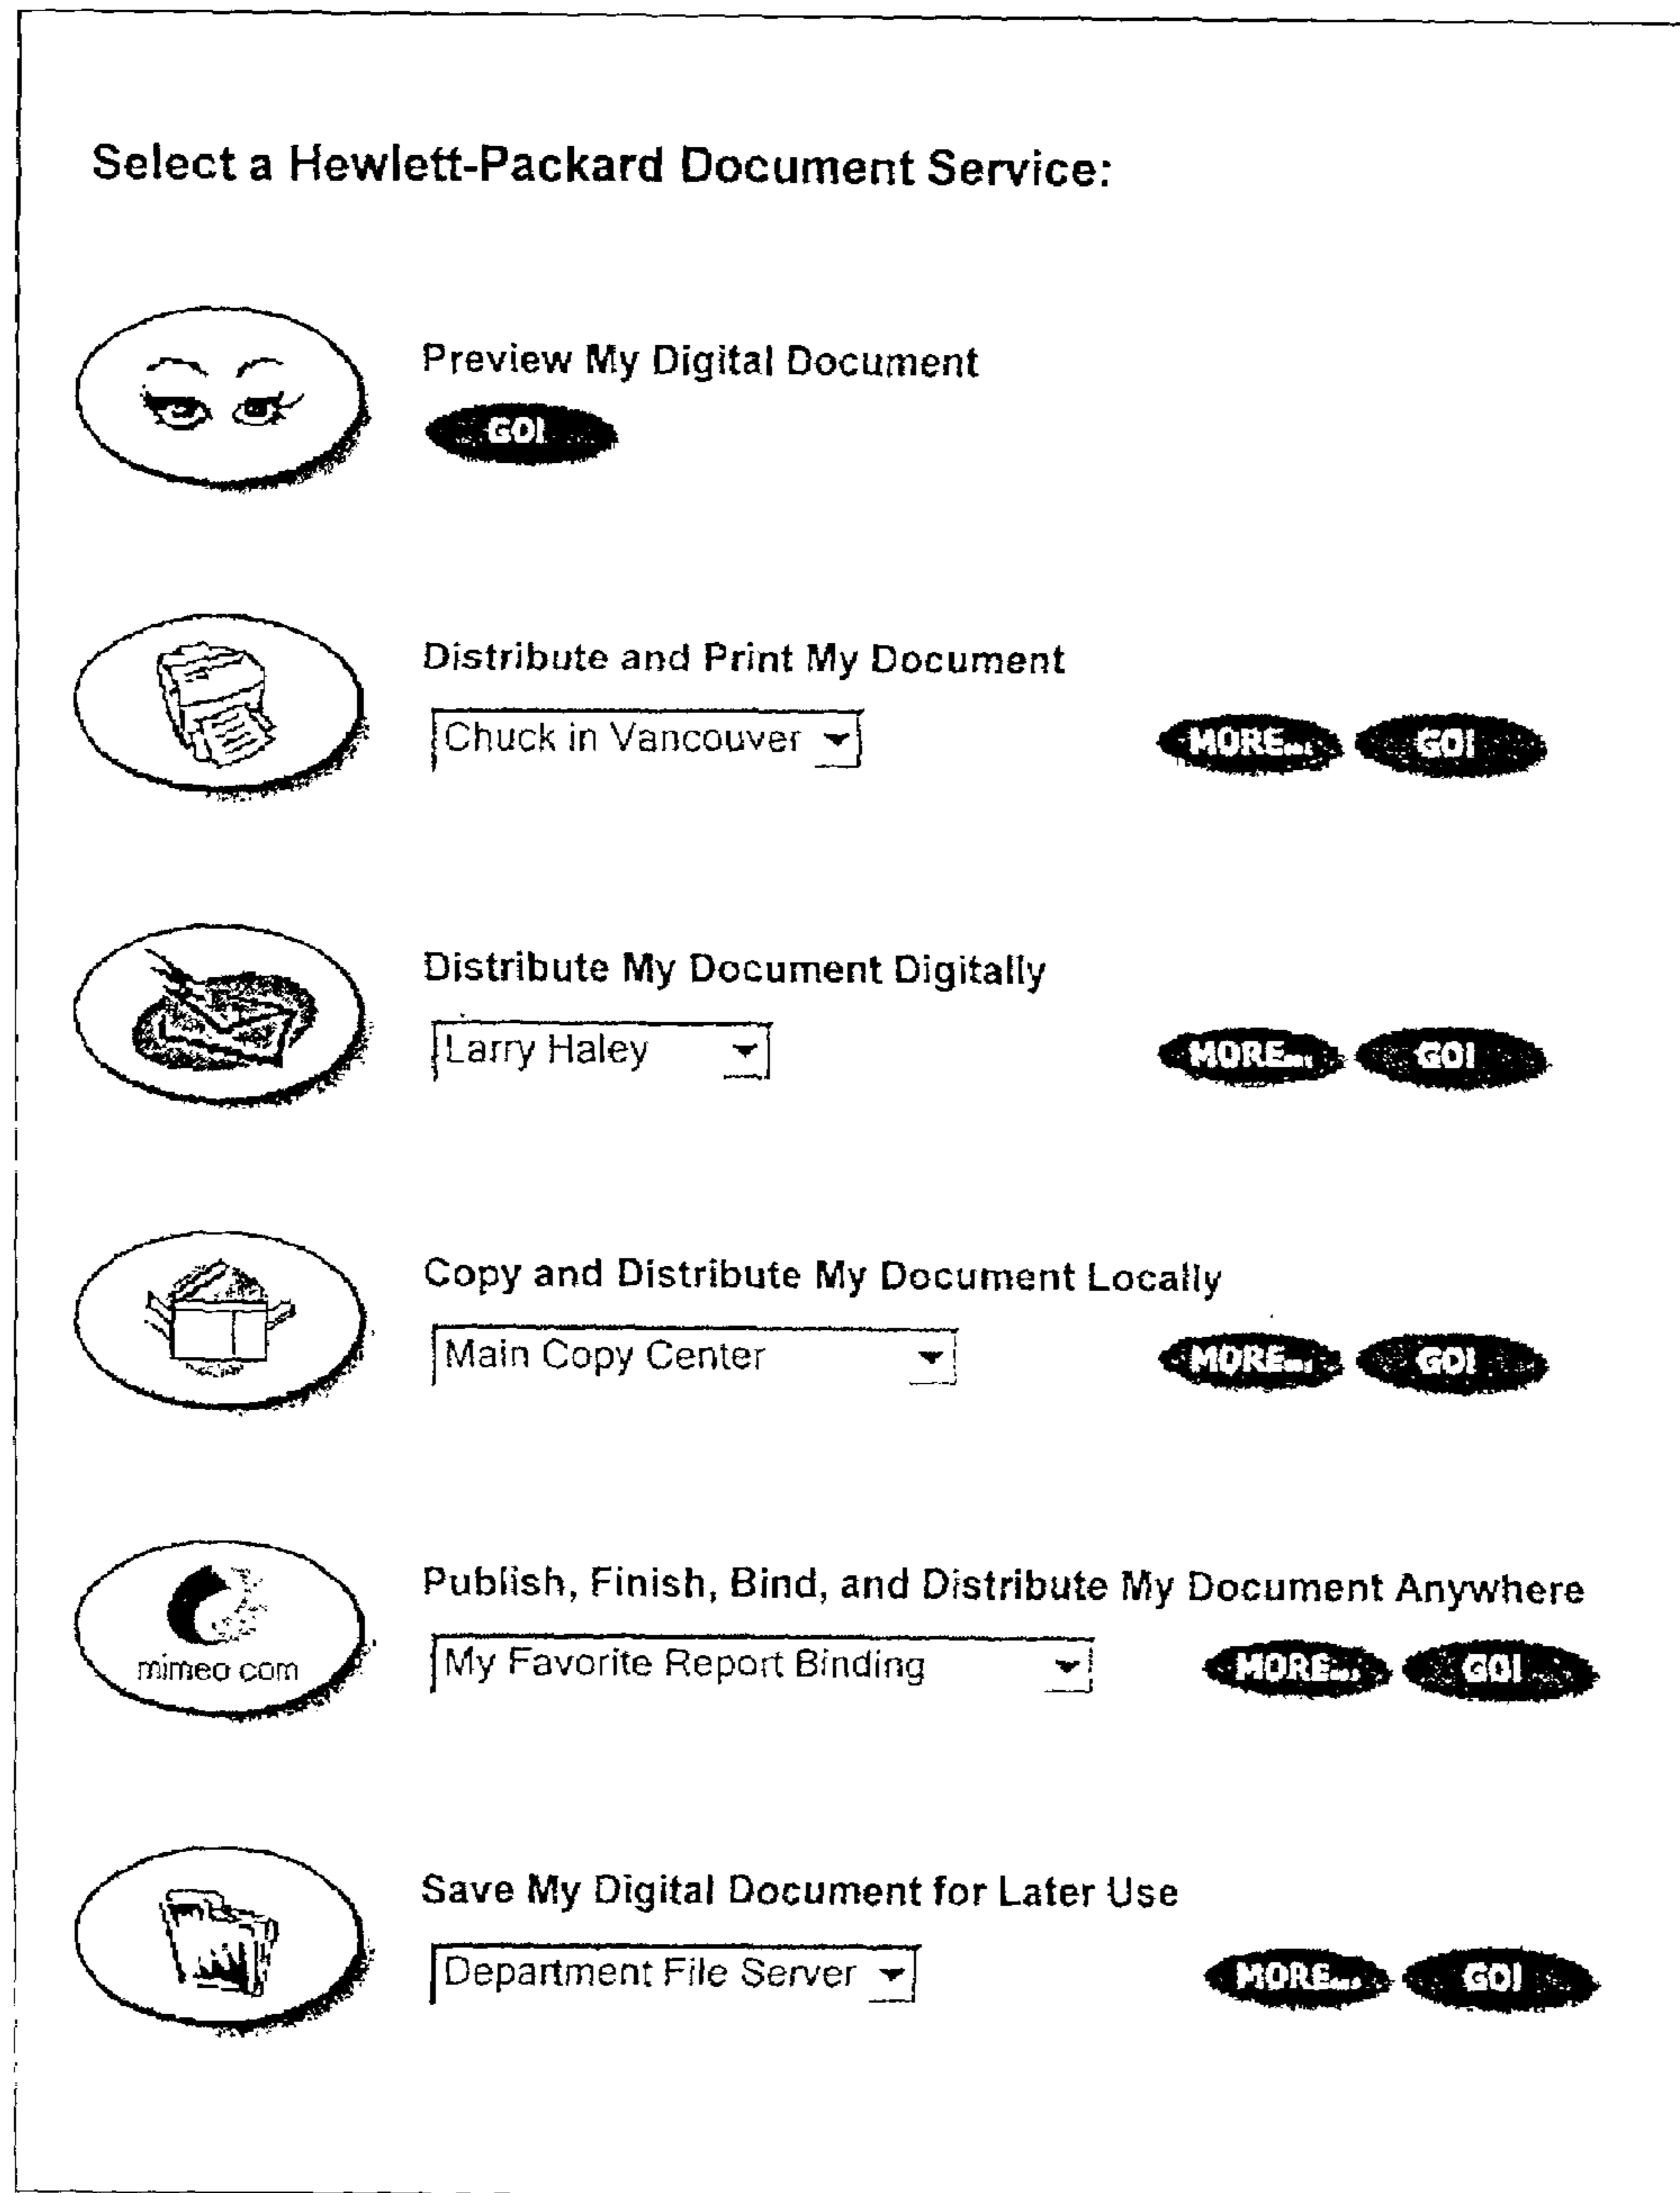 Select a Hewlett-Packard Document Service:
Preview My Digital Document
GO!
Distribute and Print My Document
Chuck in Vancouver
MORE... GO!
Distribute My Document Digitally
Larry Haley
MORE... GO!
Copy and Distribute My Document Locally
Main Copy Center
MORE... GO!
Publish, Finish, Bind, and Distribute My Document Anywhere
mimeo com
My Favorite Report Binding
MORE... GO!
Save My Digital Document for Later Use
Department File Server
MORE... GO!